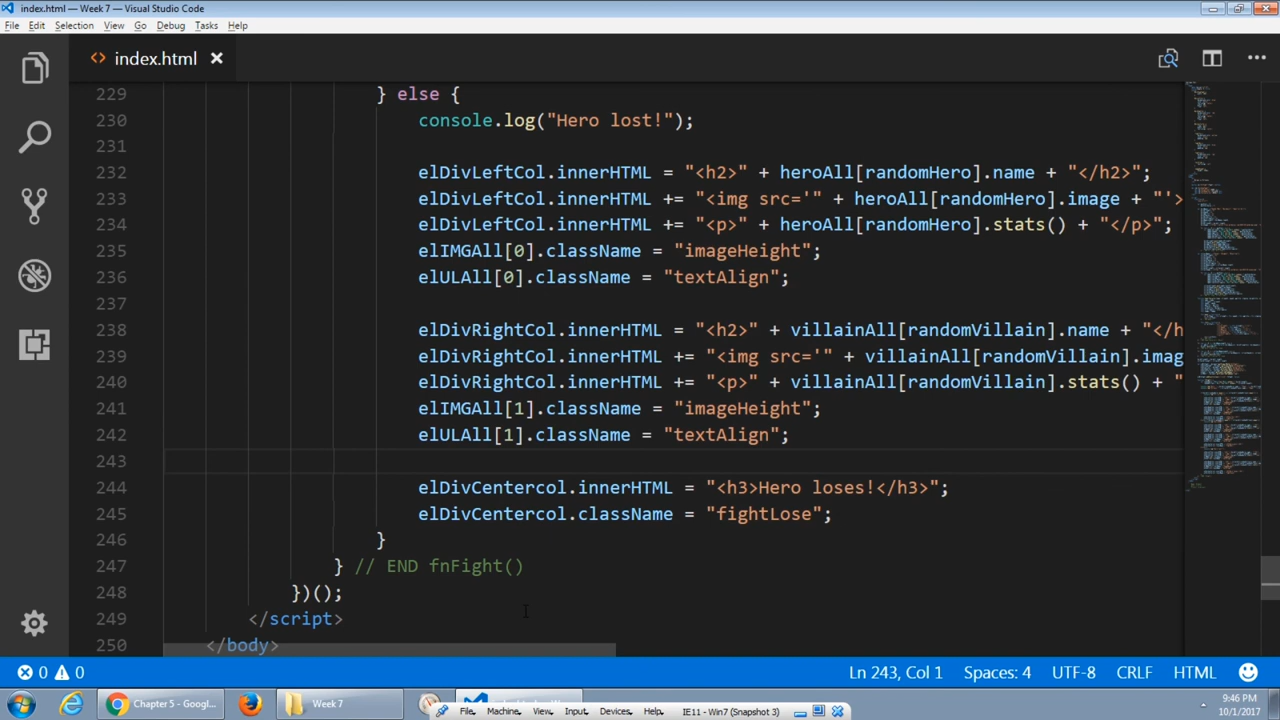 index.html — Week 7 — Visual Studio Code
File Edit Selection View Go Debug Tasks Help
<> index.html
229 } else {
230 console.log("Hero lost!");
231
232 elDivLeftCol.innerHTML = "<h2>" + heroAll[randomHero].name + "</h2>";
233 elDivLeftCol.innerHTML += "<img src='" + heroAll[randomHero].image + "'>
234 elDivLeftCol.innerHTML += "<p>" + heroAll[randomHero].stats() + "</p>";
235 elIMGAll[0].className = "imageHeight";
236 elULAll[0].className = "textAlign";
237
238 elDivRightCol.innerHTML = "<h2>" + villainAll[randomVillain].name + "</h
239 elDivRightCol.innerHTML += "<img src='" + villainAll[randomVillain].imag
240 elDivRightCol.innerHTML += "<p>" + villainAll[randomVillain].stats() + "
241 elIMGAll[1].className = "imageHeight";
242 elULAll[1].className = "textAlign";
243
244 elDivCentercol.innerHTML = "<h3>Hero loses!</h3>";
245 elDivCentercol.className = "fightLose";
246 }
247 } // END fnFight()
248 })();
249 </script>
250 </body>
0 0 Ln 243, Col 1 Spaces: 4 UTF-8 CRLF HTML
Chapter 5 - Googl... Week 7
File. Machine. View. Input. Devices. Help. IE11 - Win7 (Snapshot 3)
9:46 PM
10/1/2017